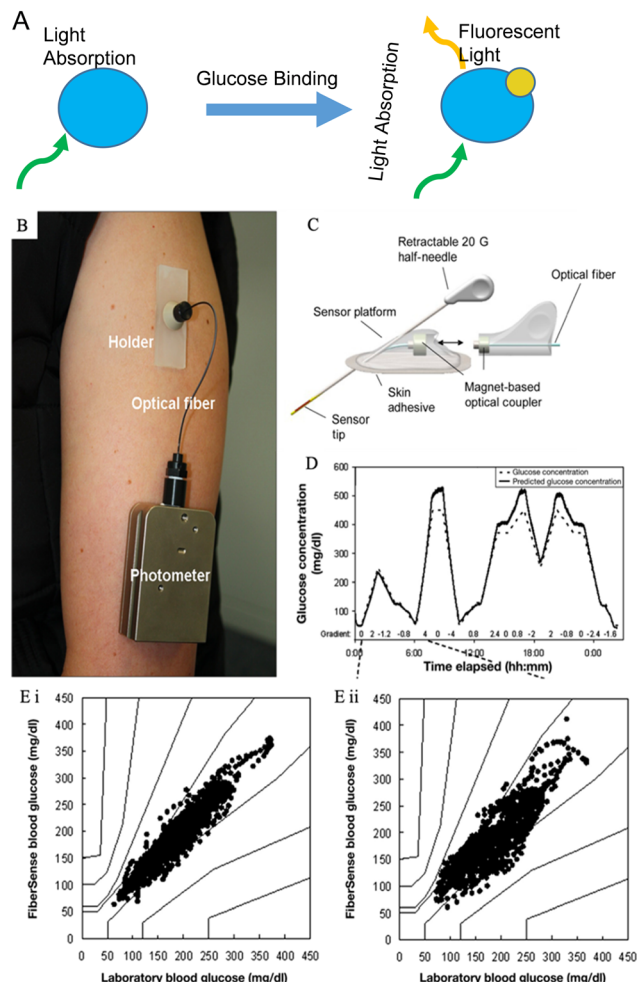 A
Light
Absorption
Glucose Binding
Light Absorption
Fluorescent
Light
B
Holder
Optical fiber
Photometer
C
Retractable 20 G
half-needle
Optical fiber
Sensor platform
Skin
adhesive
Magnet-based
optical coupler
Sensor
tip
D
Glucose concentration
Predicted glucose concentration
Glucose concentration
(mg/dl)
600
500
400
300
200
100
Gradient: 0 2 -1.2 -0.8 4 0 -4 0.8 2.4 0 0.8 -2 2 -0.8 0 -2.4 -1.6
0:00 6:00 12:00 18:00 0:00
Time elapsed (hh:mm)
E i
FiberSense blood glucose (mg/dl)
450
400
350
300
250
200
150
100
50
0
0 50 100 150 200 250 300 350 400 450
Laboratory blood glucose (mg/dl)
E ii
FiberSense blood glucose (mg/dl)
450
400
350
300
250
200
150
100
50
0
0 50 100 150 200 250 300 350 400 450
Laboratory blood glucose (mg/dl)